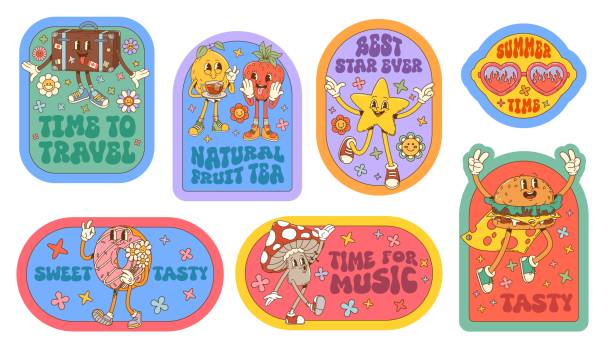 TIME TO
TRAVEL
NATURAL
FRUIT TEA
BEST
STAR EVER
SUMMER
TIME
SWEET
TASTY
TIME FOR
MUSIC
TASTY